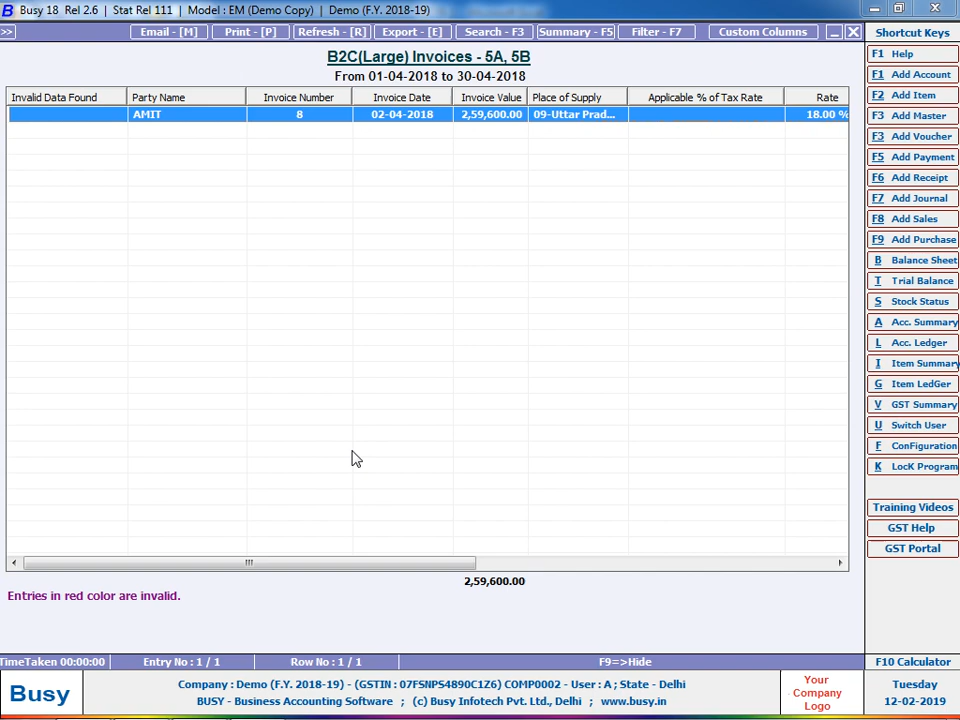 B Busy 18 Rel 2.6 | Stat Rel 111 | Model : EM (Demo Copy) | Demo (F.Y. 2018-19)
>> Email - [M] Print - [P] Refresh - [R] Export - [E] Search - F3 Summary - F5 Filter - F7 Custom Columns
B2C(Large) Invoices - 5A, 5B
From 01-04-2018 to 30-04-2018
Invalid Data Found Party Name Invoice Number Invoice Date Invoice Value Place of Supply Applicable % of Tax Rate Rate
AMIT 8 02-04-2018 2,59,600.00 09-Uttar Prad... 18.00 %
2,59,600.00
Entries in red color are invalid.
TimeTaken 00:00:00 Entry No : 1 / 1 Row No : 1 / 1 F9=>Hide
Busy
Company : Demo (F.Y. 2018-19) - (GSTIN : 07FSNPS4890C1Z6) COMP0002 - User : A ; State - Delhi
BUSY - Business Accounting Software ; (c) Busy Infotech Pvt. Ltd., Delhi ; www.busy.in
Your
Company
Logo
Shortcut Keys
F1 Help
F1 Add Account
F2 Add Item
F3 Add Master
F3 Add Voucher
F5 Add Payment
F6 Add Receipt
F7 Add Journal
F8 Add Sales
F9 Add Purchase
B Balance Sheet
T Trial Balance
S Stock Status
A Acc. Summary
L Acc. Ledger
I Item Summary
G Item LedGer
V GST Summary
U Switch User
F ConFiguration
K LocK Program
Training Videos
GST Help
GST Portal
F10 Calculator
Tuesday
12-02-2019